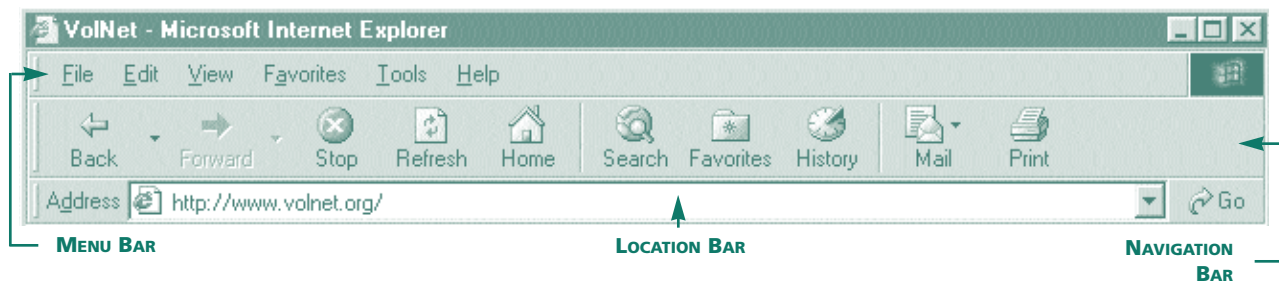 VolNet - Microsoft Internet Explorer
File Edit View Favorites Tools Help
Back Forward Stop Refresh Home Search Favorites History Mail Print
Address http://www.volnet.org/ Go
MENU BAR
LOCATION BAR
NAVIGATION
BAR